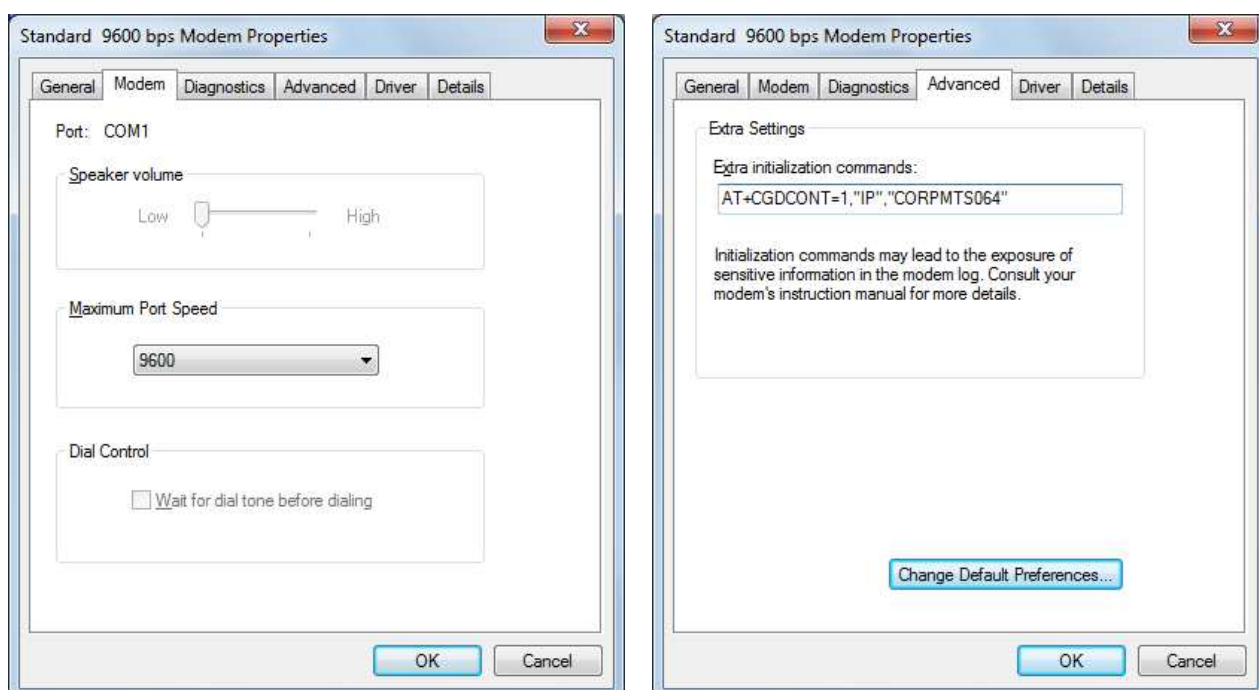 Standard 9600 bps Modem Properties
General Modem Diagnostics Advanced Driver Details
Port: COM1
Speaker volume
Low High
Maximum Port Speed
9600
Dial Control
Wait for dial tone before dialing
OK Cancel
Standard 9600 bps Modem Properties
General Modem Diagnostics Advanced Driver Details
Extra Settings
Extra initialization commands:
AT+CGDCONT=1,"IP","CORPMTS064"
Initialization commands may lead to the exposure of
sensitive information in the modem log. Consult your
modem's instruction manual for more details.
Change Default Preferences...
OK Cancel